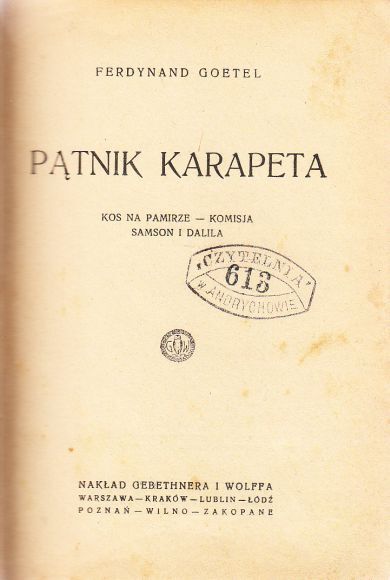 FERDYNAND GOETEL
PĄTNIK KARAPETA
KOS NA PAMIRZE — KOMISJA
SAMSON I DALILA
"CZYTELNIA"
613
W ANDRYCHOWIE
G W
NAKŁAD GEBETHNERA I WOLFFA
WARSZAWA—KRAKÓW—LUBLIN—ŁÓDŹ
POZNAŃ — WILNO — ZAKOPANE